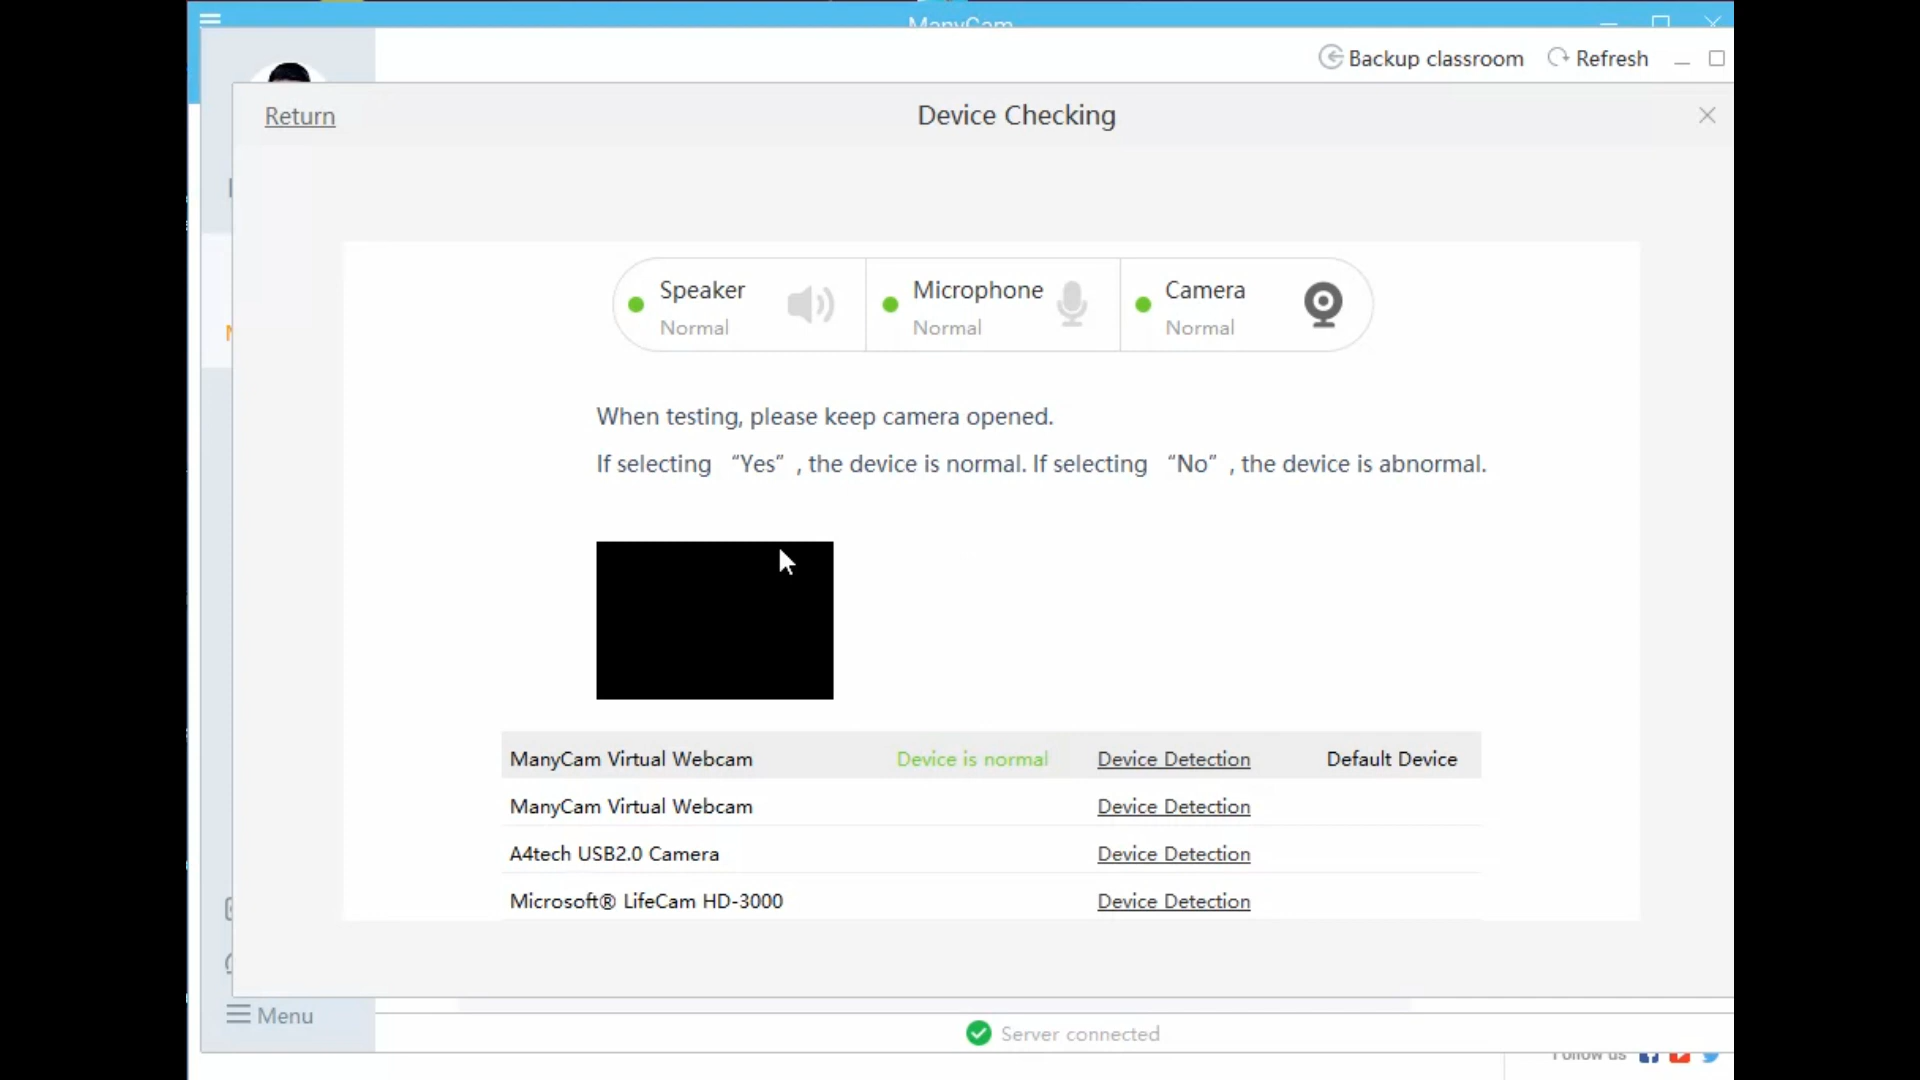 ManyCam
Backup classroom Refresh
Return Device Checking
Speaker Microphone Camera
Normal Normal Normal
When testing, please keep camera opened.
If selecting “Yes” , the device is normal. If selecting “No” , the device is abnormal.
ManyCam Virtual Webcam Device is normal Device Detection Default Device
ManyCam Virtual Webcam Device Detection
A4tech USB2.0 Camera Device Detection
Microsoft® LifeCam HD-3000 Device Detection
Menu
Server connected
Follow us